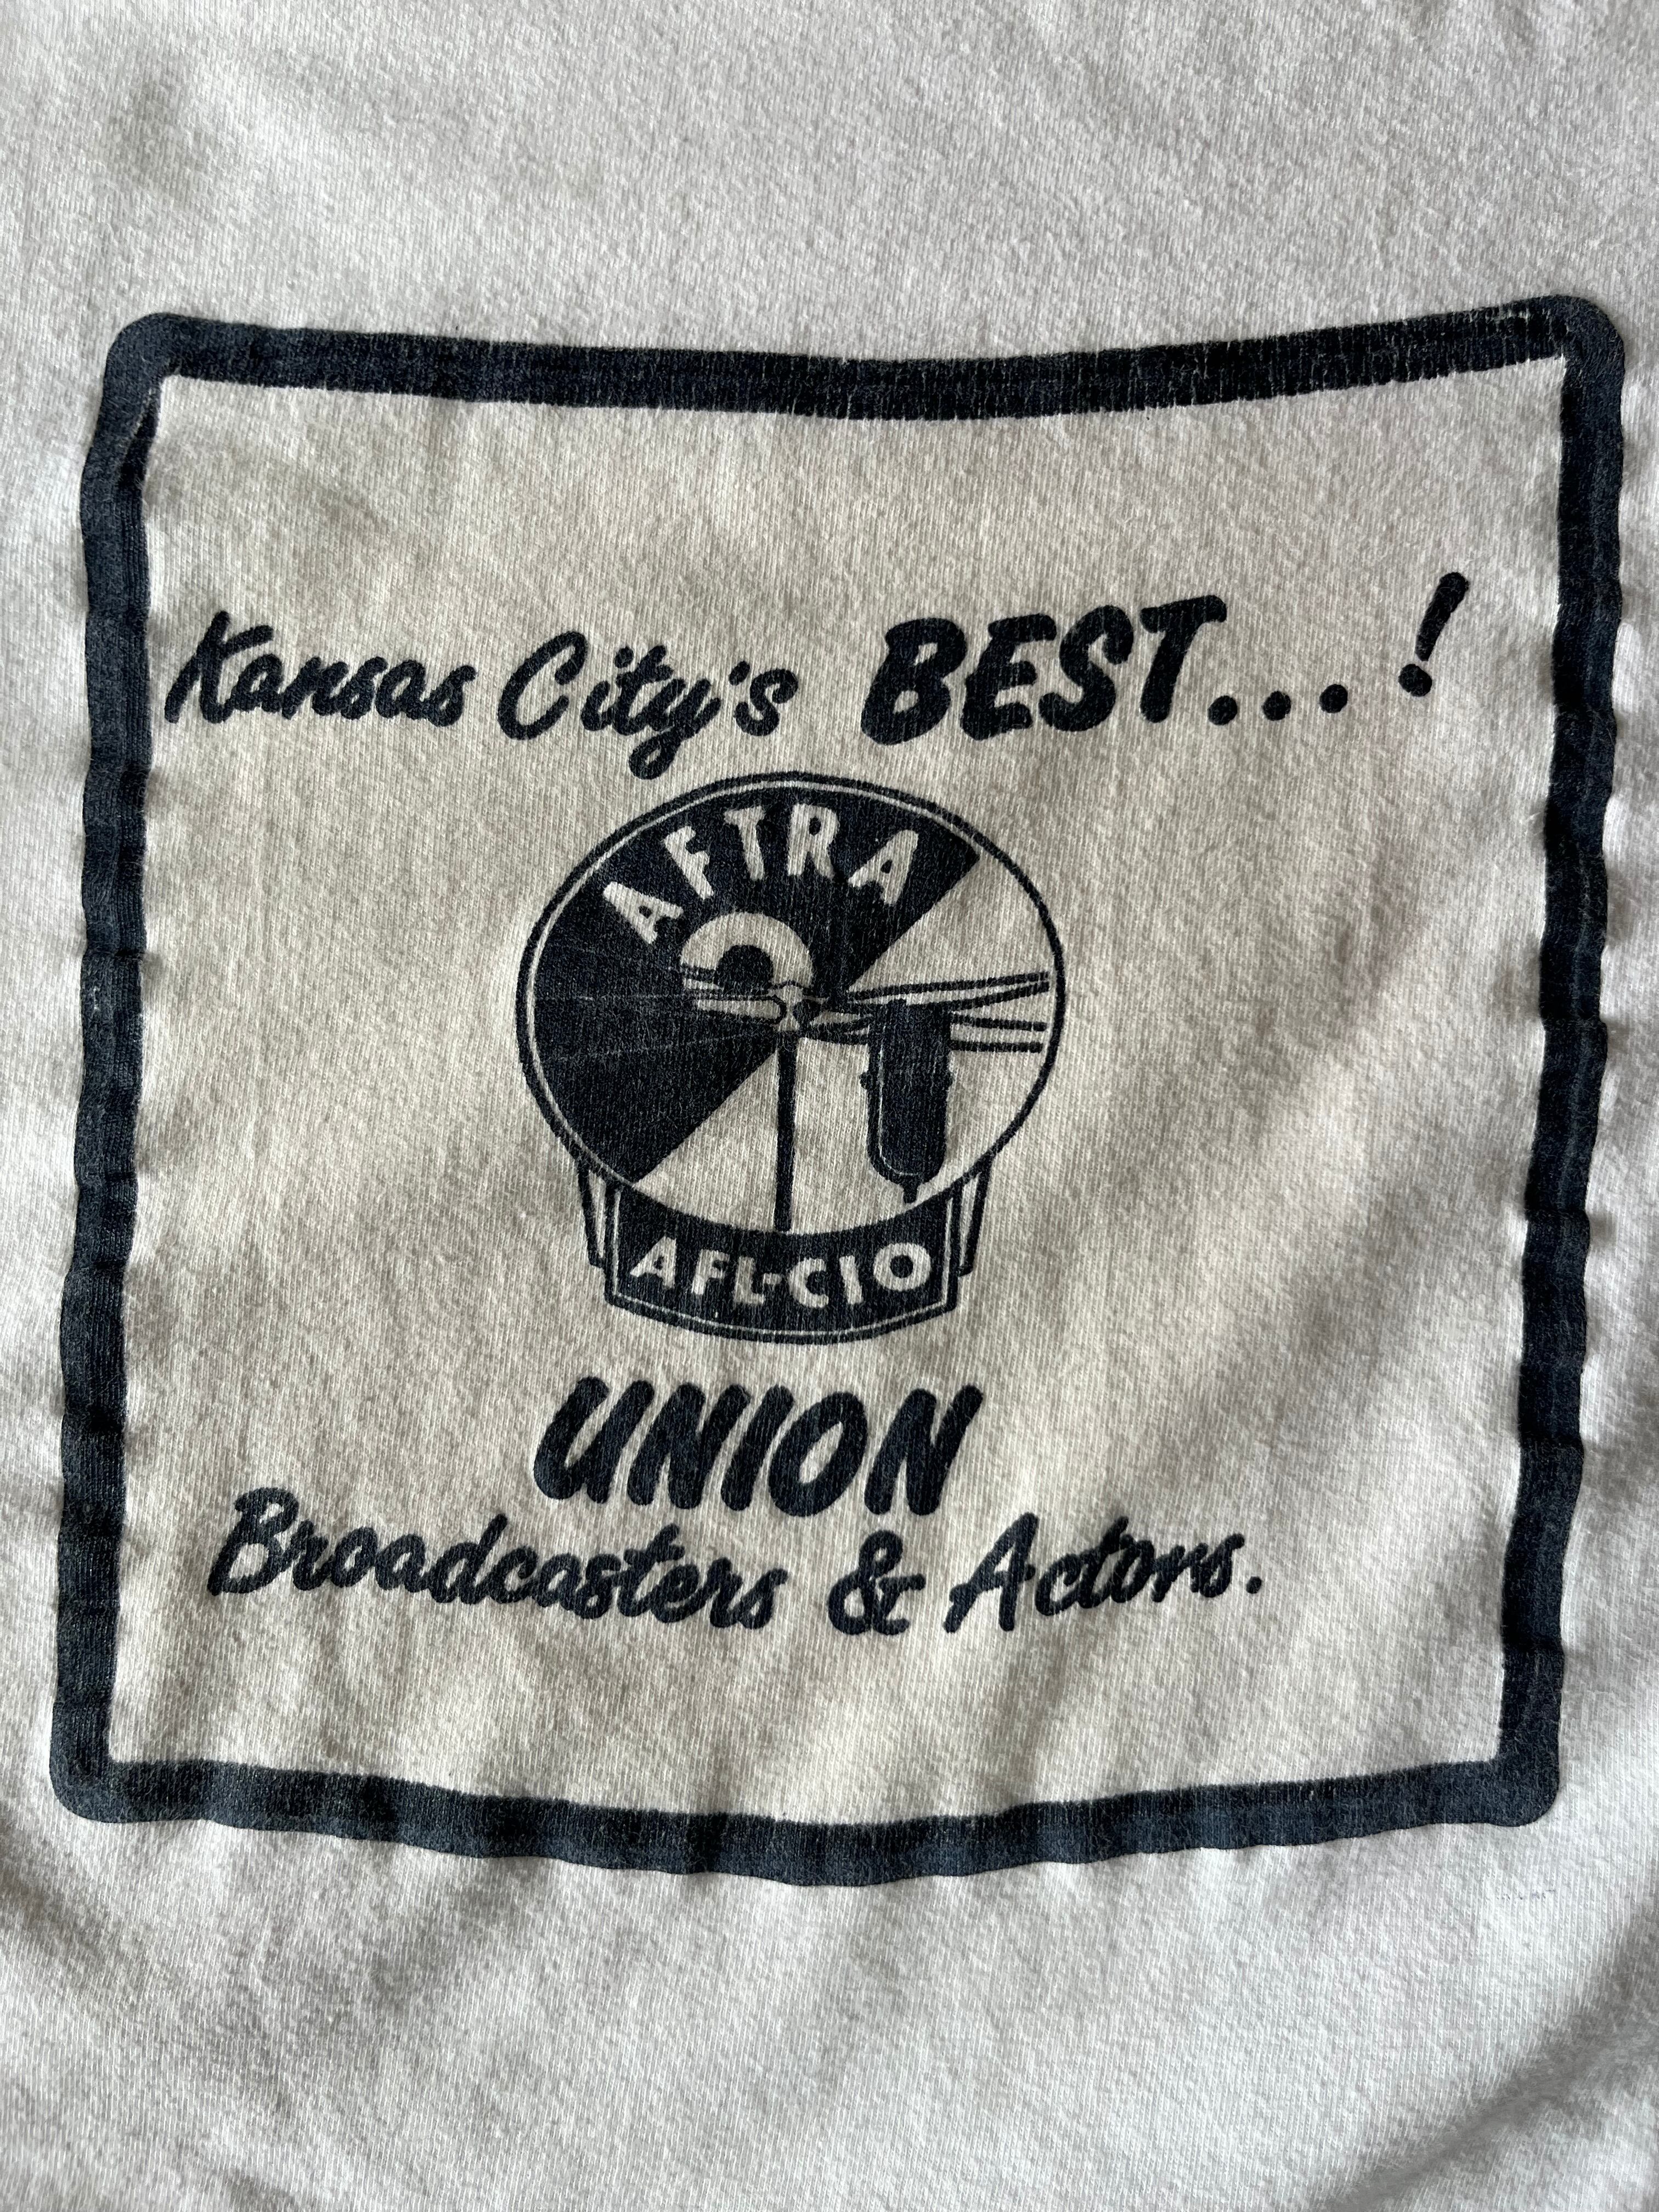 Kansas City's BEST...!
AFTRA
AFL-CIO
UNION
Broadcasters & Actors.